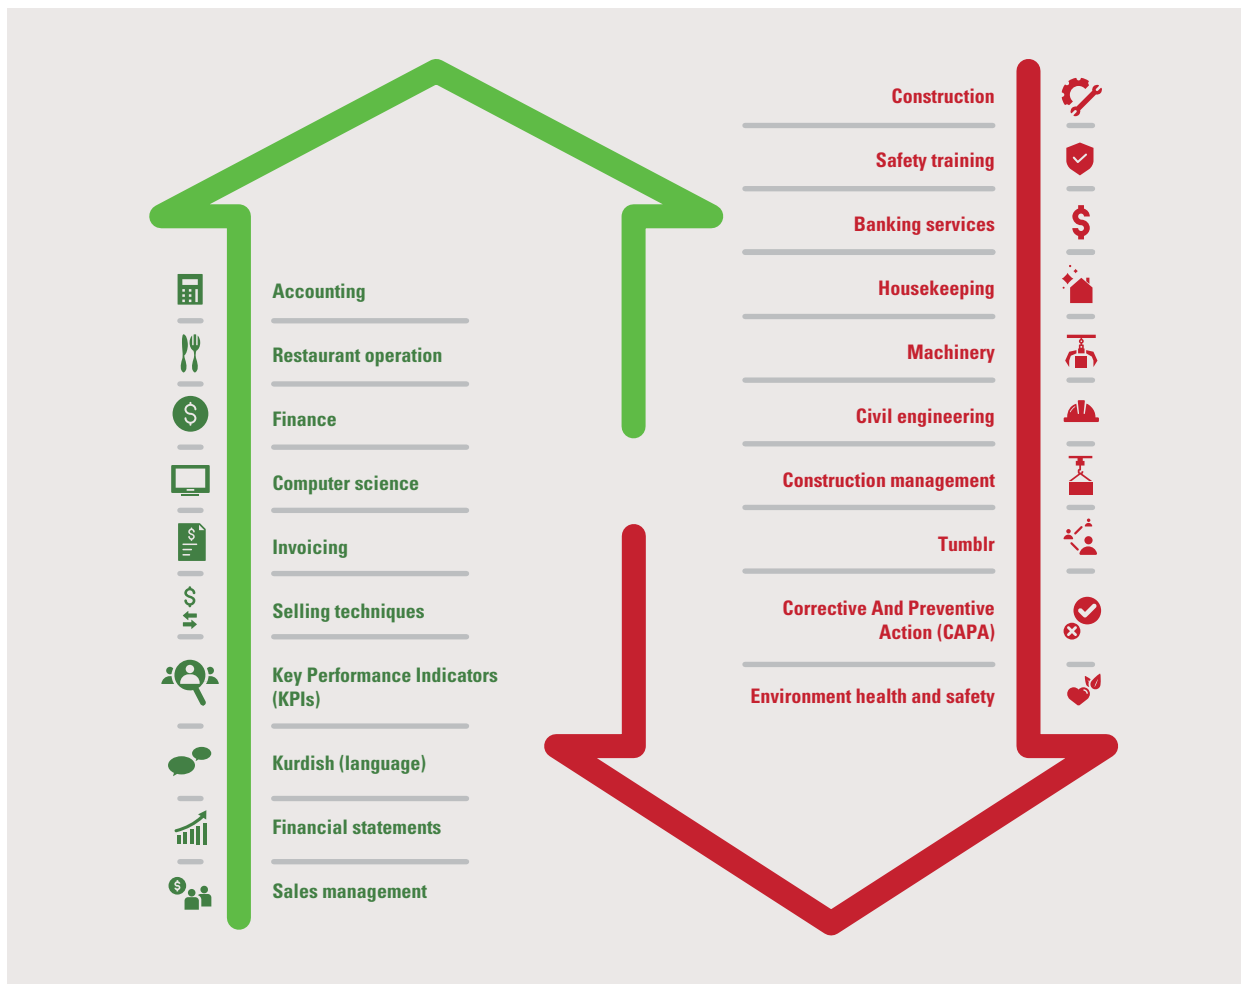 Accounting
Restaurant operation
Finance
Computer science
Invoicing
Selling techniques
Key Performance Indicators
(KPIs)
Kurdish (language)
Financial statements
Sales management
Construction
Safety training
Banking services
Housekeeping
Machinery
Civil engineering
Construction management
Tumblr
Corrective And Preventive
Action (CAPA)
Environment health and safety